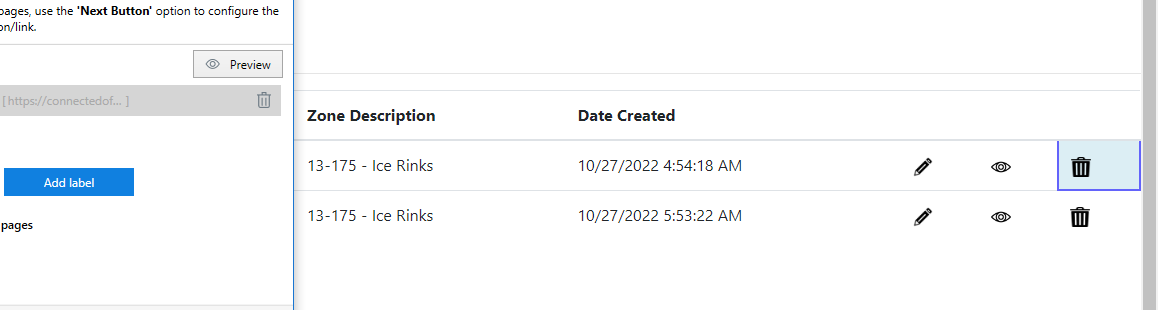 pages, use the 'Next Button' option to configure the
on/link.
Preview
[ https://connectedof... ]
Add label
pages
Zone Description Date Created
13-175 - Ice Rinks 10/27/2022 4:54:18 AM
13-175 - Ice Rinks 10/27/2022 5:53:22 AM